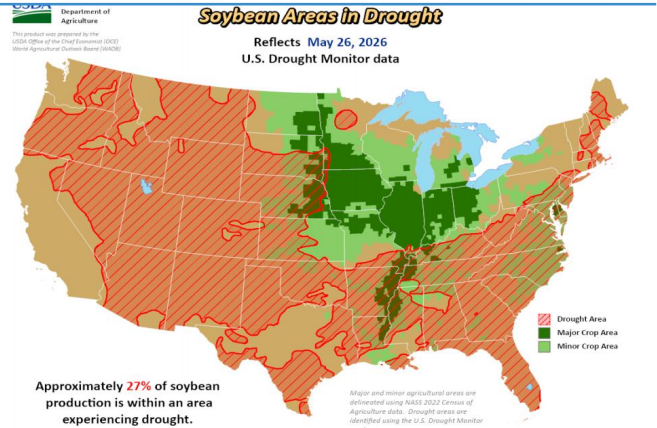 USDA
Department of
Agriculture
This product was prepared by the
USDA Office of the Chief Economist (OCE)
World Agricultural Outlook Board (WAOB)
Soybean Areas in Drought
Reflects May 26, 2026
U.S. Drought Monitor data
Drought Area
Major Crop Area
Minor Crop Area
Approximately 27% of soybean
production is within an area
experiencing drought.
Major and minor agricultural areas are
delineated using NASS 2022 Census of
Agriculture data. Drought areas are
identified using the U.S. Drought Monitor